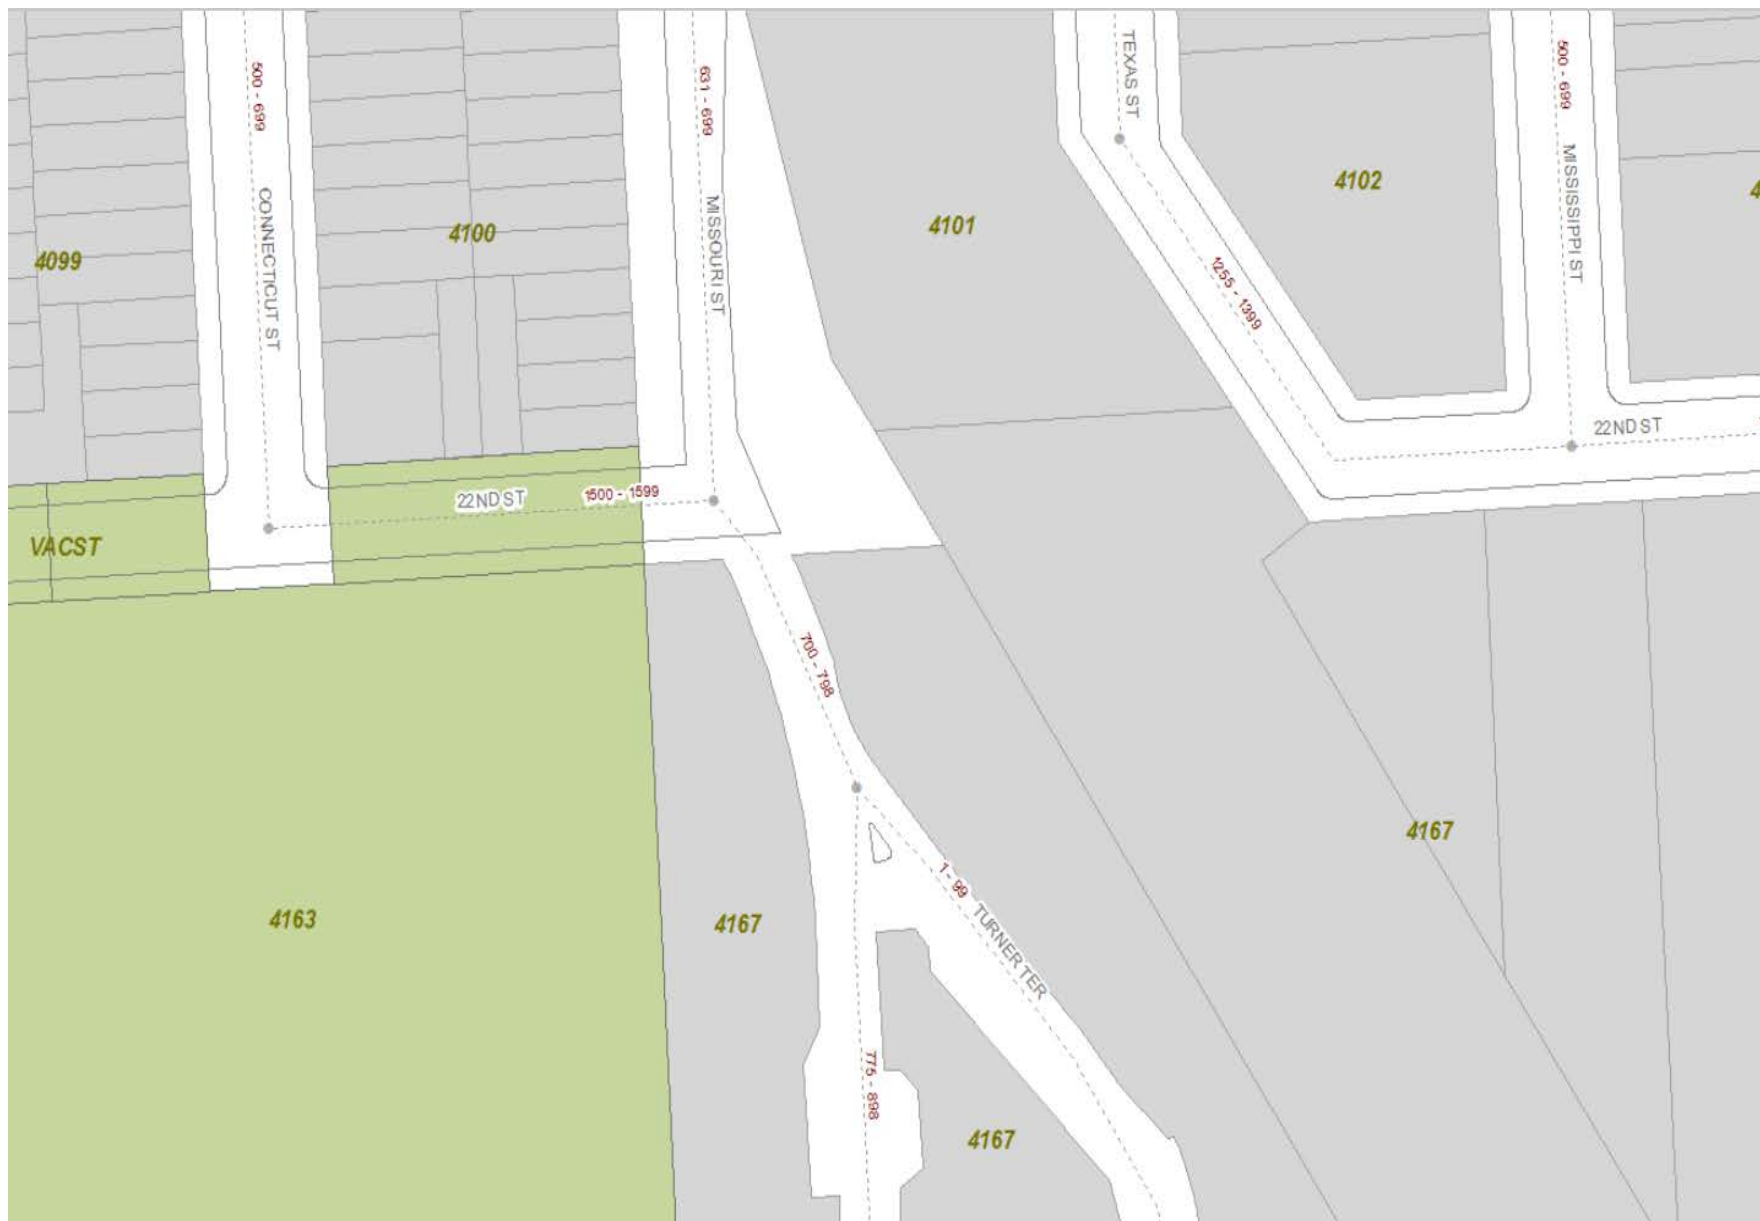 500 - 699
CONNECTICUT ST
4099
4100
631 - 699
MISSOURI ST
4101
TEXAS ST
1255 - 1399
4102
500 - 699
MISSISSIPPI ST
22ND ST
22ND ST
1500 - 1599
VACST
700 - 798
4163
4167
1 - 99
TURNER TER
775 - 898
4167
4167